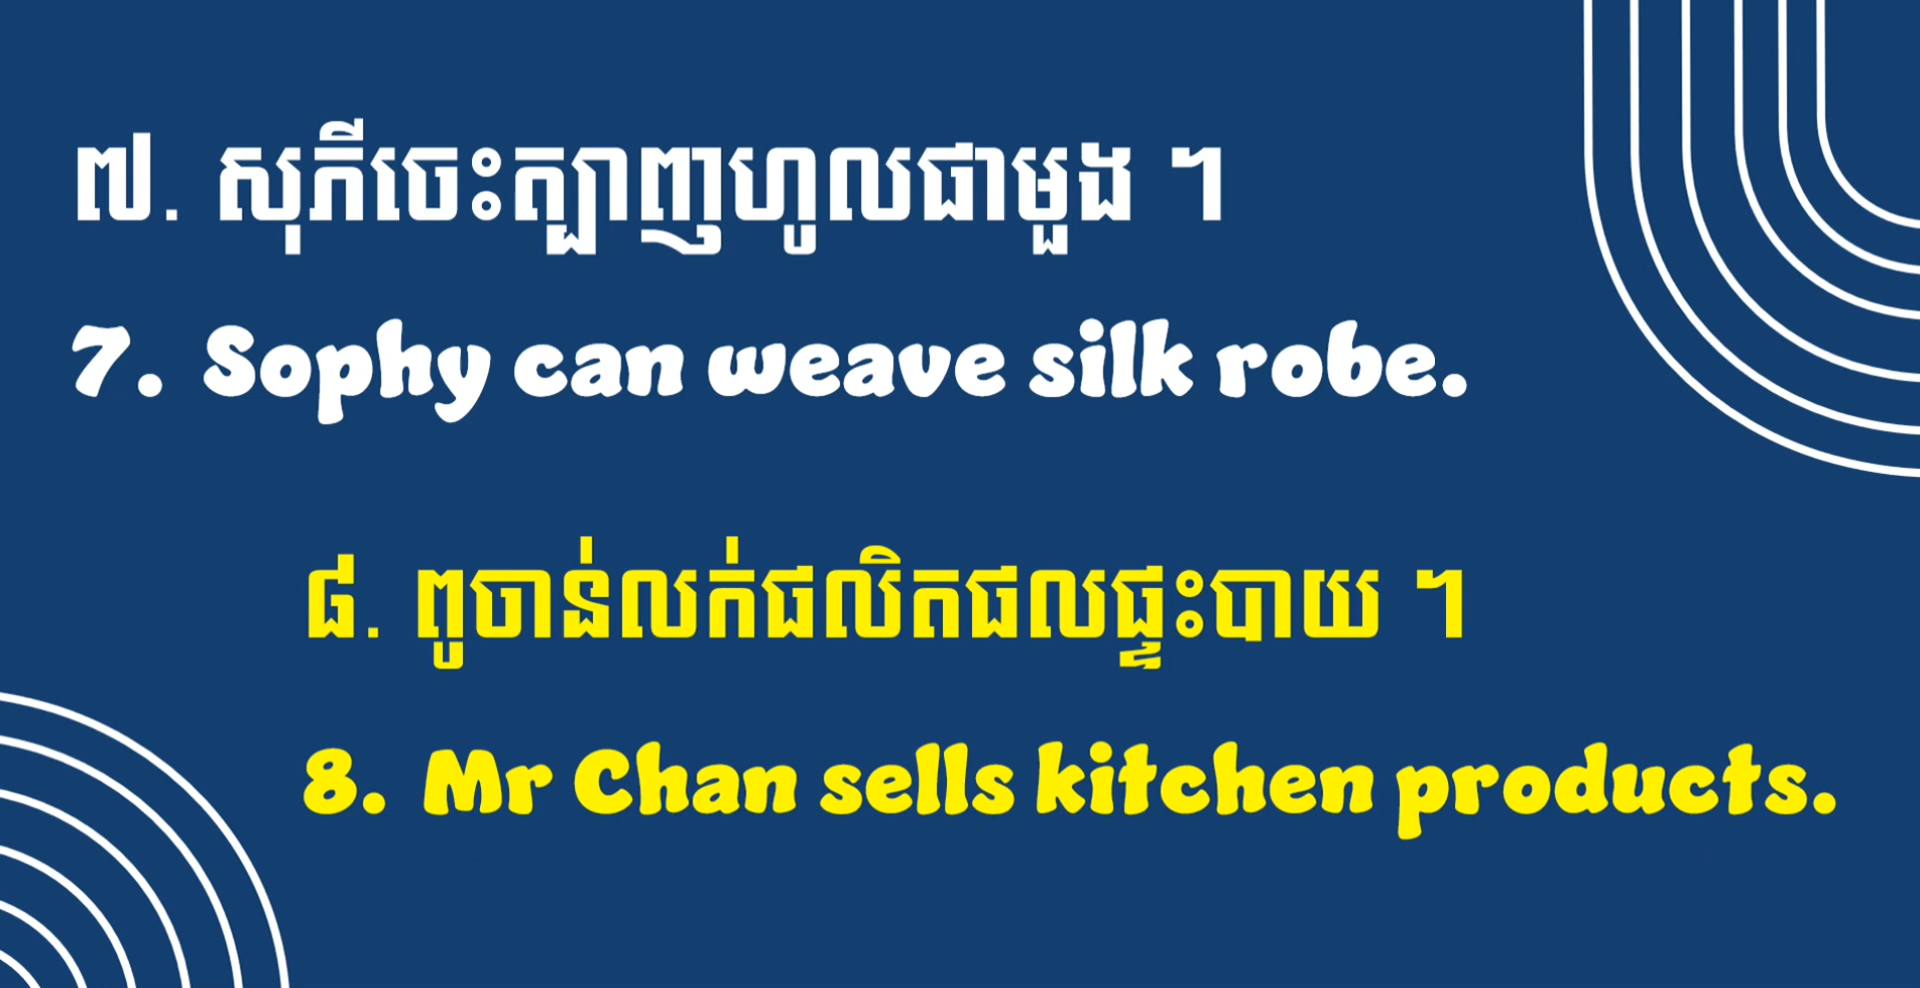 ៧. សុភីចេះត្បាញហូលផាមួង ។
7. Sophy can weave silk robe.
៨. ពូចាន់លក់ផលិតផលផ្ទះបាយ ។
8. Mr Chan sells kitchen products.